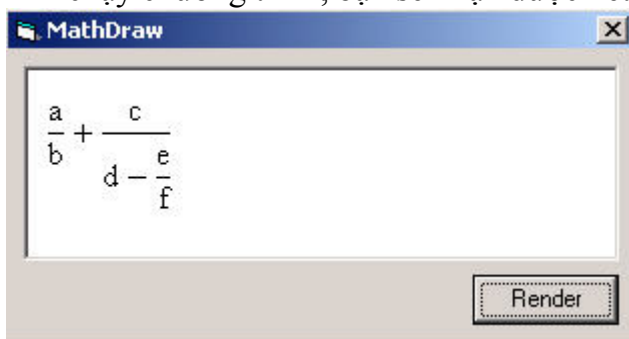 MathDraw
a/b + c/(d − e/f)
Render